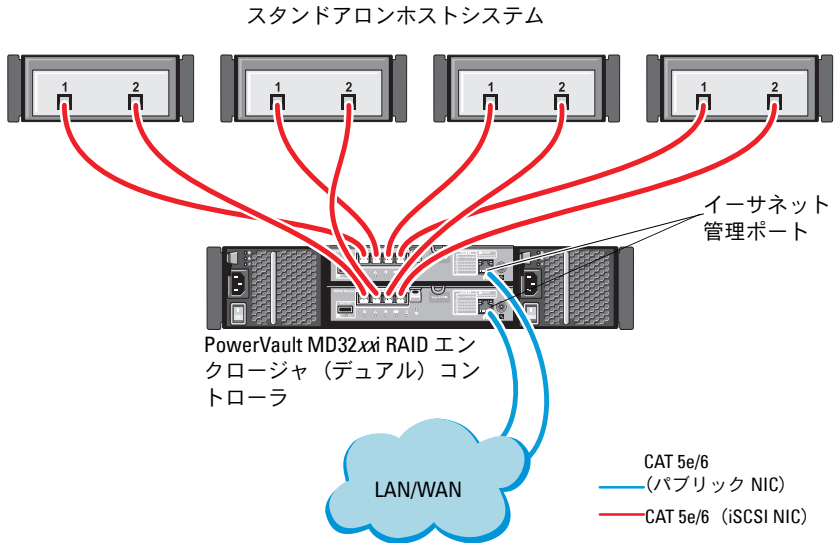 スタンドアロンホストシステム
1 2 1 2 1 2 1 2
イーサネット
管理ポート
PowerVault MD32xxi RAID エン
クロージャ（デュアル）コン
トローラ
LAN/WAN
CAT 5e/6
（パブリック NIC）
CAT 5e/6（iSCSI NIC）